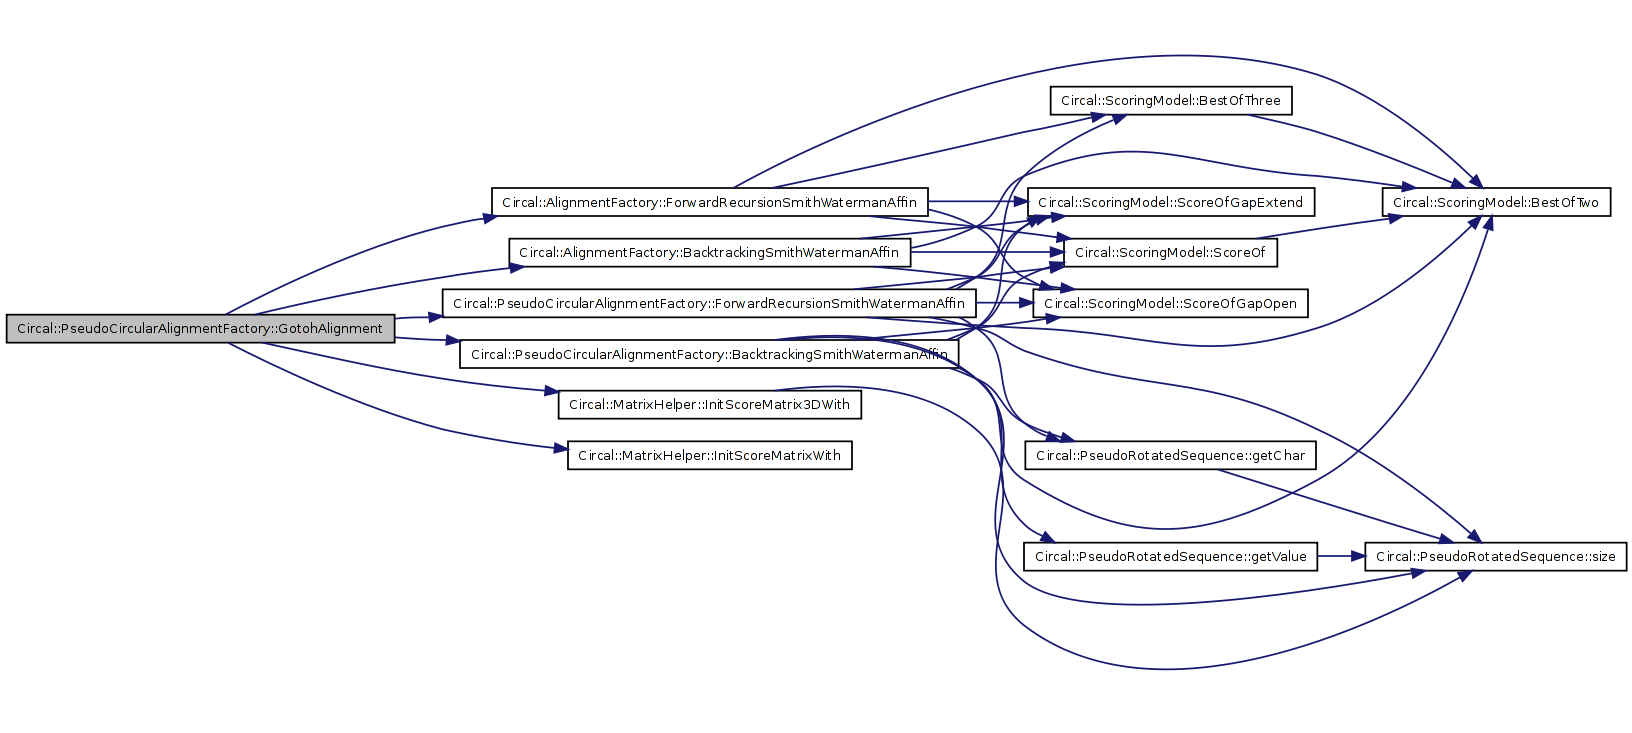 Circal::PseudoCircularAlignmentFactory::GotohAlignment
Circal::AlignmentFactory::ForwardRecursionSmithWatermanAffin
Circal::AlignmentFactory::BacktrackingSmithWatermanAffin
Circal::PseudoCircularAlignmentFactory::ForwardRecursionSmithWatermanAffin
Circal::PseudoCircularAlignmentFactory::BacktrackingSmithWatermanAffin
Circal::MatrixHelper::InitScoreMatrix3DWith
Circal::MatrixHelper::InitScoreMatrixWith
Circal::ScoringModel::BestOfThree
Circal::ScoringModel::ScoreOfGapExtend
Circal::ScoringModel::ScoreOf
Circal::ScoringModel::ScoreOfGapOpen
Circal::PseudoRotatedSequence::getChar
Circal::PseudoRotatedSequence::getValue
Circal::ScoringModel::BestOfTwo
Circal::PseudoRotatedSequence::size